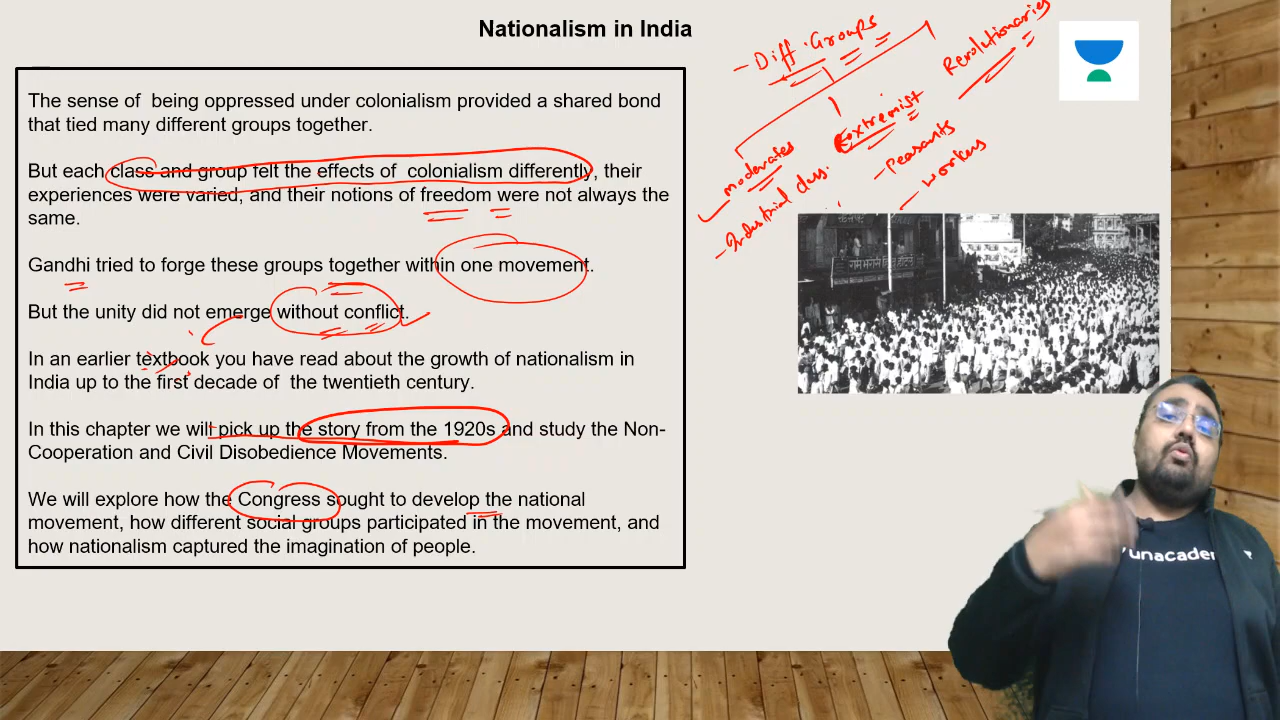 Nationalism in India
The sense of being oppressed under colonialism provided a shared bond
that tied many different groups together.
But each class and group felt the effects of colonialism differently, their
experiences were varied, and their notions of freedom were not always the
same.
Gandhi tried to forge these groups together within one movement.
But the unity did not emerge without conflict.
In an earlier textbook you have read about the growth of nationalism in
India up to the first decade of the twentieth century.
In this chapter we will pick up the story from the 1920s and study the Non-
Cooperation and Civil Disobedience Movements.
We will explore how the Congress sought to develop the national
movement, how different social groups participated in the movement, and
how nationalism captured the imagination of people.
- Diff. Groups
moderates
Extremist
Revolutionaries
- Industrial class.
- Peasants
- workers
unacade